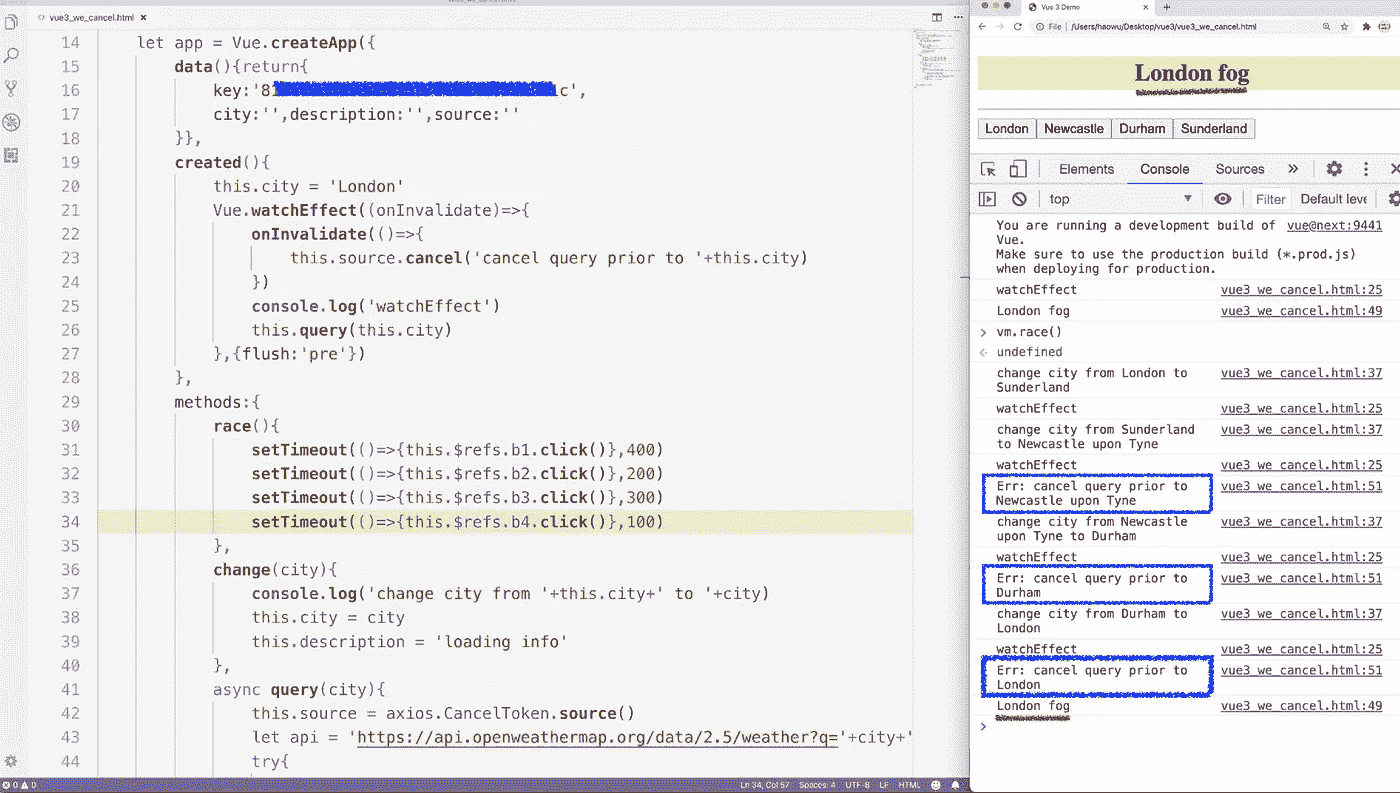 vue3_we_cancel.html
14 let app = Vue.createApp({
15 data(){return{
16 key:'81 1c',
17 city:'',description:'',source:''
18 }},
19 created(){
20 this.city = 'London'
21 Vue.watchEffect((onInvalidate)=>{
22 onInvalidate(()=>{
23 this.source.cancel('cancel query prior to '+this.city)
24 })
25 console.log('watchEffect')
26 this.query(this.city)
27 },{flush:'pre'})
28 },
29 methods:{
30 race(){
31 setTimeout(()=>{this.$refs.b1.click()},400)
32 setTimeout(()=>{this.$refs.b2.click()},200)
33 setTimeout(()=>{this.$refs.b3.click()},300)
34 setTimeout(()=>{this.$refs.b4.click()},100)
35 },
36 change(city){
37 console.log('change city from '+this.city+' to '+city)
38 this.city = city
39 this.description = 'loading info'
40 },
41 async query(city){
42 this.source = axios.CancelToken.source()
43 let api = 'https://api.openweathermap.org/data/2.5/weather?q='+city+'
44 try{
0 0 Ln 34, Col 57 Spaces: 4 UTF-8 LF HTML
Vue 3 Demo
File | /Users/haowu/Desktop/vue3/vue3_we_cancel.html
London fog
London Newcastle Durham Sunderland
Elements Console Sources
top Filter Default leve
You are running a development build of vue@next:9441
Vue.
Make sure to use the production build (*.prod.js)
when deploying for production.
watchEffect vue3_we_cancel.html:25
London fog vue3_we_cancel.html:49
vm.race()
undefined
change city from London to vue3_we_cancel.html:37
Sunderland
watchEffect vue3_we_cancel.html:25
change city from Sunderland vue3_we_cancel.html:37
to Newcastle upon Tyne
watchEffect vue3_we_cancel.html:25
Err: cancel query prior to vue3_we_cancel.html:51
Newcastle upon Tyne
change city from Newcastle vue3_we_cancel.html:37
upon Tyne to Durham
watchEffect vue3_we_cancel.html:25
Err: cancel query prior to vue3_we_cancel.html:51
Durham
change city from Durham to vue3_we_cancel.html:37
London
watchEffect vue3_we_cancel.html:25
Err: cancel query prior to vue3_we_cancel.html:51
London
London fog vue3_we_cancel.html:49